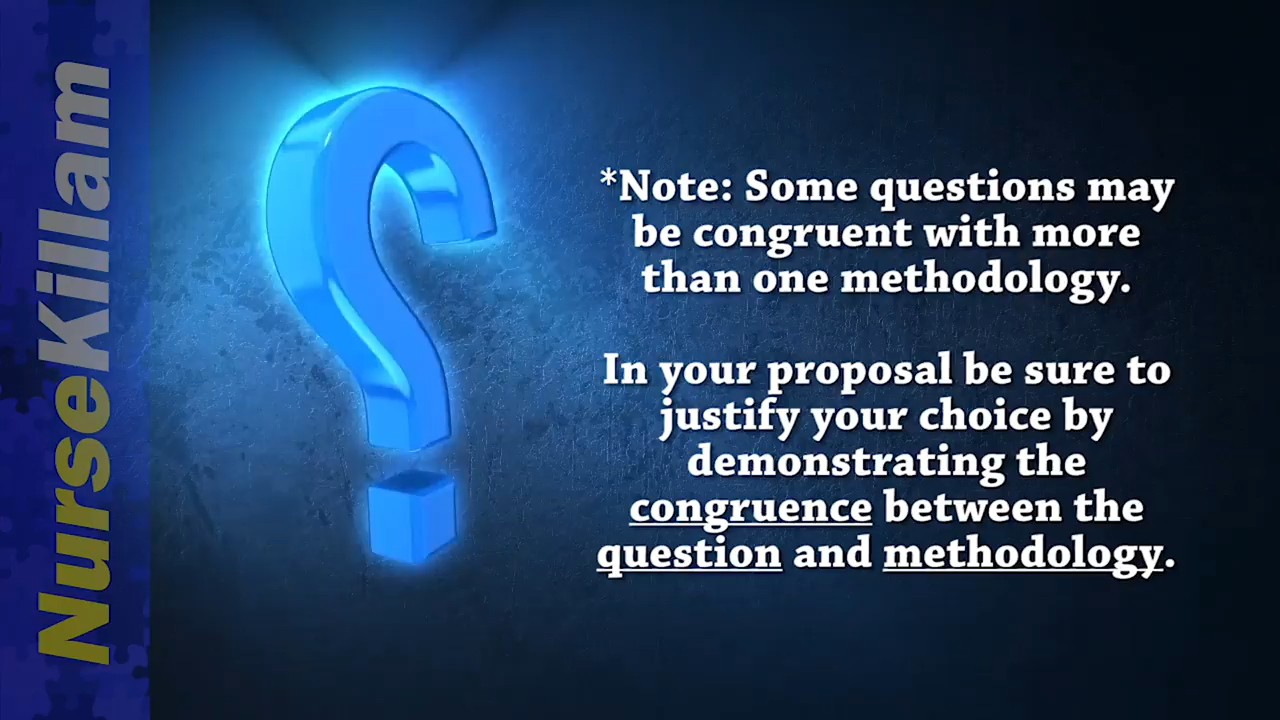 NurseKillam
*Note: Some questions may
be congruent with more
than one methodology.
In your proposal be sure to
justify your choice by
demonstrating the
congruence between the
question and methodology.